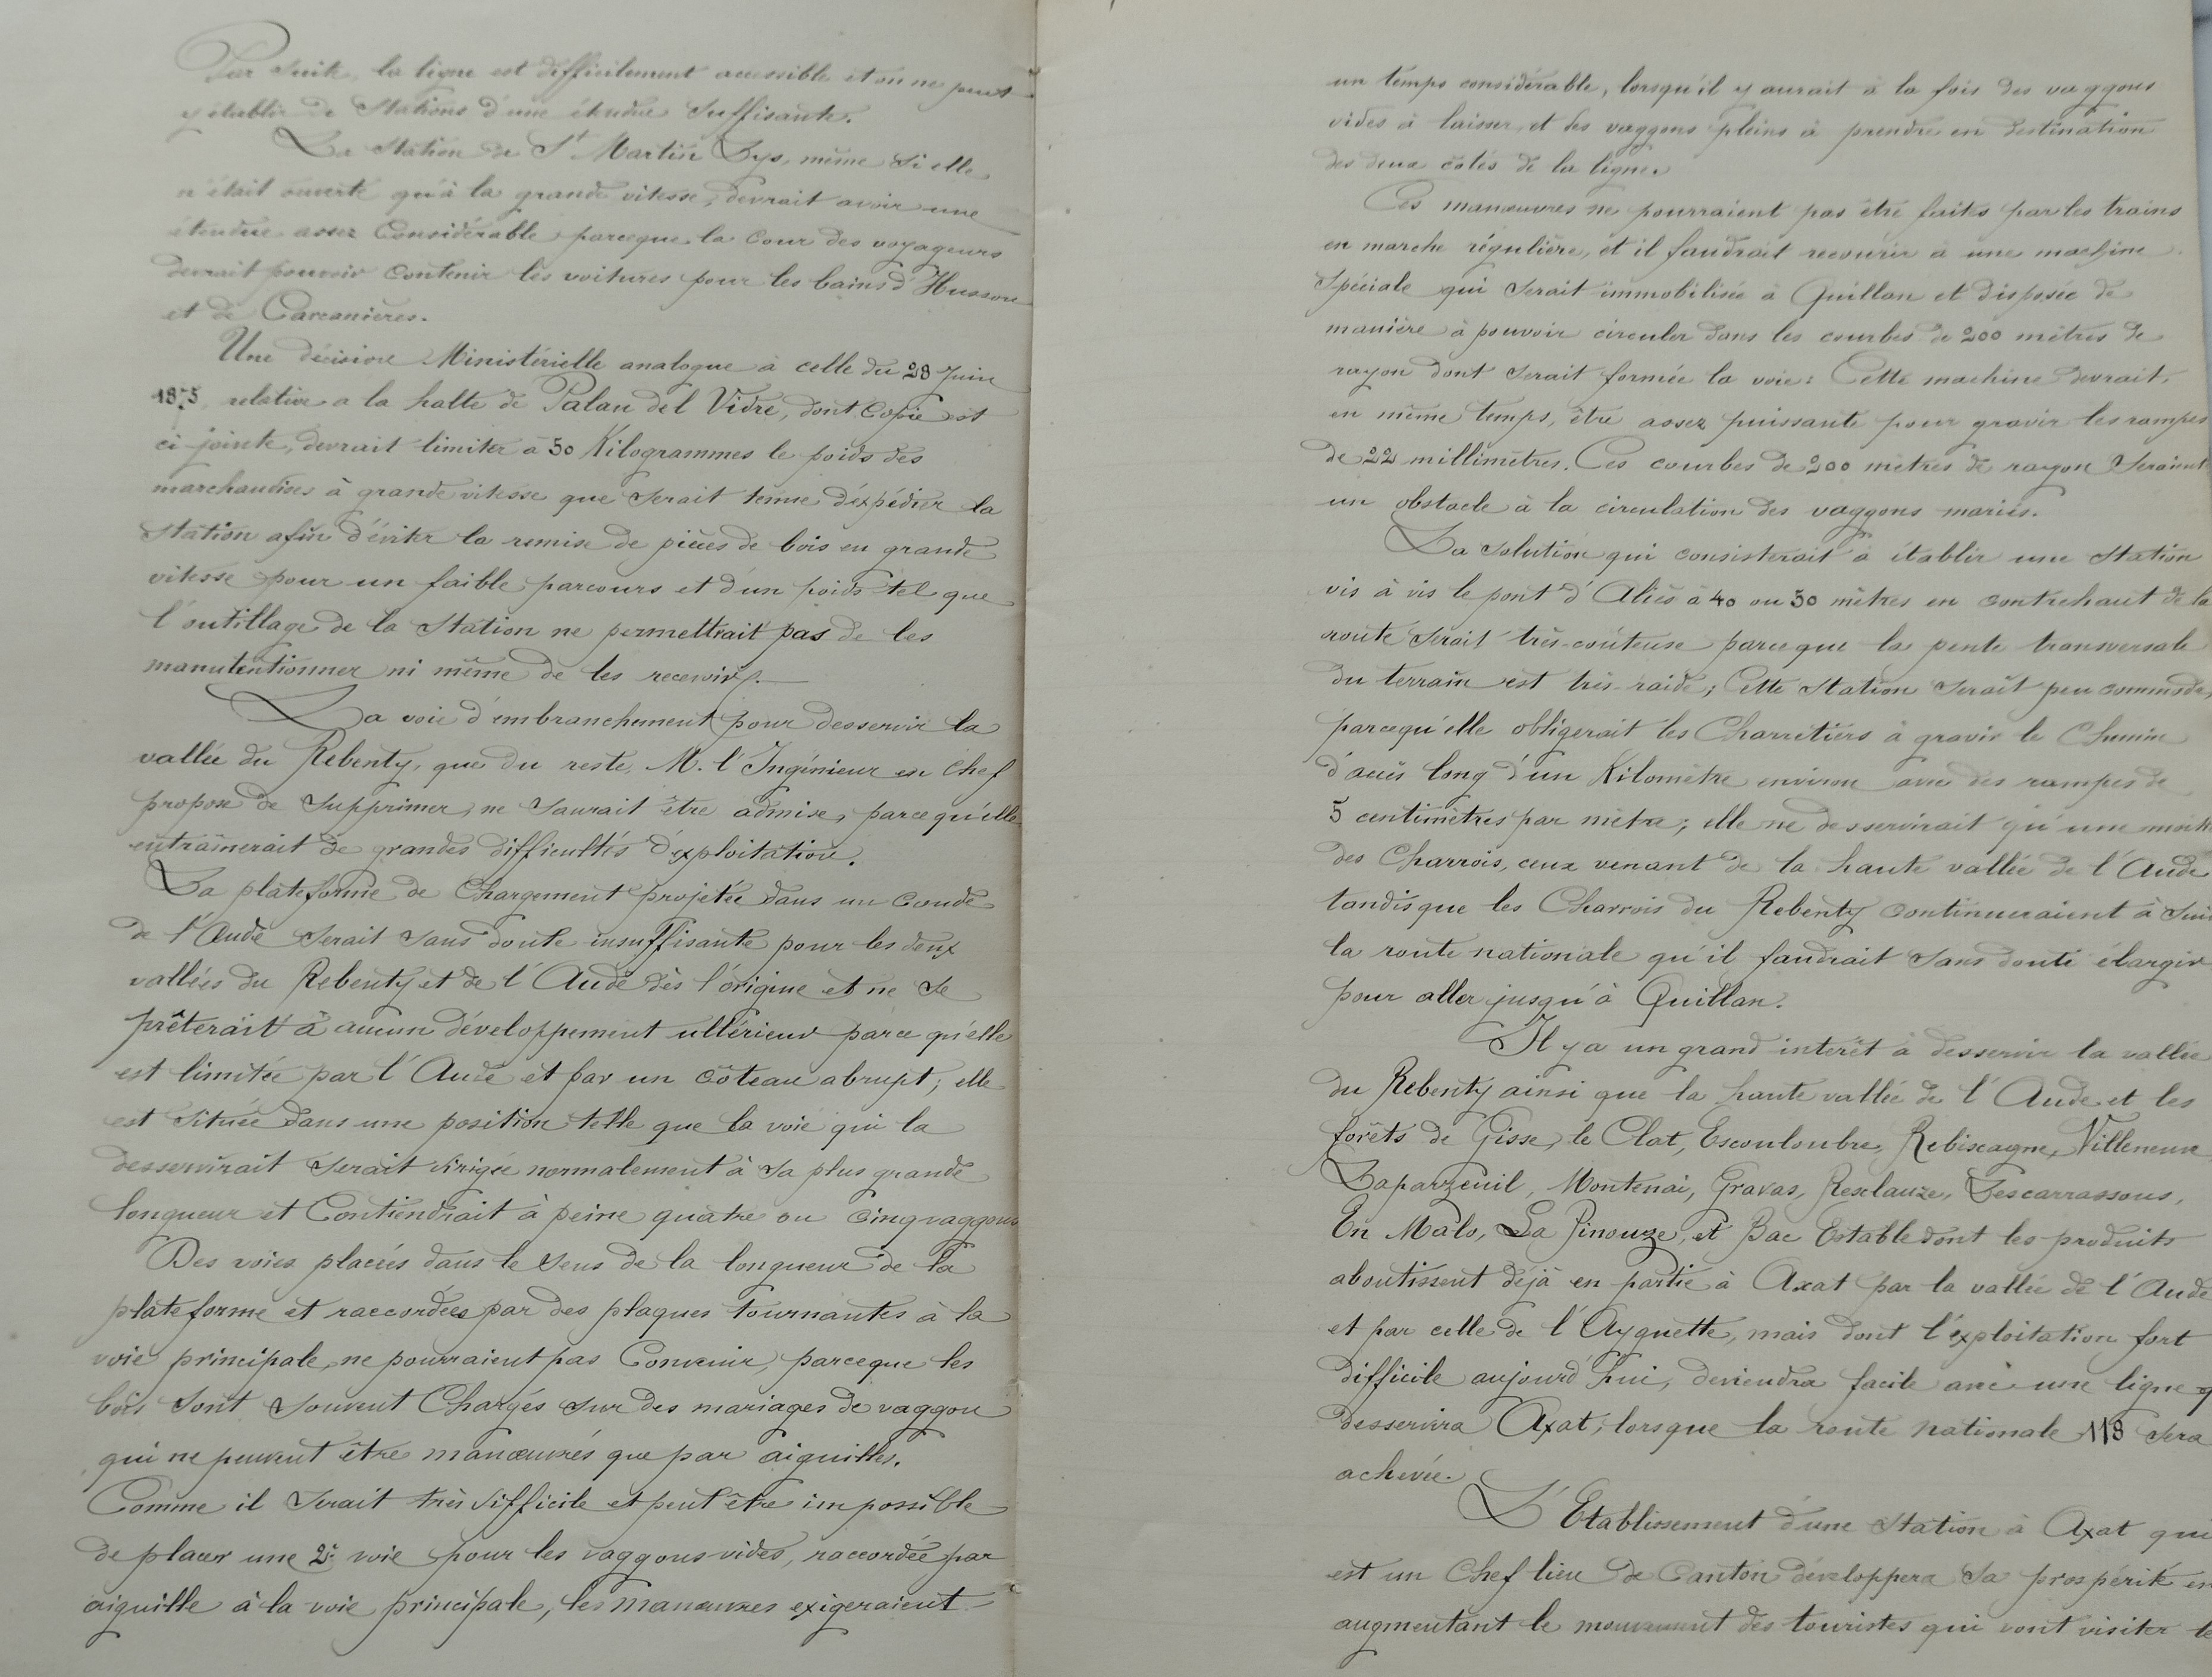 Par suite, la ligne est difficilement accessible et on ne peut
y établir de Stations d'une étendue suffisante.
La Station de St Martin Lys, même si elle
n'était ouverte qu'à la grande vitesse, devrait avoir une
étendue assez Considérable parceque la cour des voyageurs
devrait pouvoir contenir les voitures pour les bains d'Husson
et de Carcanières.
Une décision Ministérielle analogue à celle du 28 Juin
1875, relative a la halte de Palau del Vidre, dont Copie est
ci-jointe, devrait limiter à 50 Kilogrammes le poids des
marchandises à grande vitesse que serait tenue d'expédier la
Station afin d'éviter la remise de pièces de bois en grande
vitesse pour un faible parcours et d'un poids tel que
l'outillage de la Station ne permettrait pas de les
manutentionner ni même de les recevoir.
La voie d'embranchement pour desservir la
vallée du Rebenty, que du reste, M. l'Ingénieur en Chef
propose de supprimer, ne saurait être admise, parce qu'elle
entraînerait de grandes difficultés d'exploitation.
La plateforme de Chargement projetée dans un Coude
de l'Aude serait sans doute insuffisante pour les deux
vallées du Rebenty et de l'Aude dès l'origine et ne se
prêterait à aucun développement ultérieur parce qu'elle
est limitée par l'Aude et par un côteau abrupt; elle
est située dans une position telle que la voie qui la
desservirait serait dirigée normalement à sa plus grande
longueur et Contiendrait à peine quatre ou cinq vaggons
Des voies placées dans le sens de la longueur de la
plateforme et raccordées par des plaques tournantes à la
voie principale, ne pourraient pas Convenir, parceque les
bois sont souvent Chargés sur des mariages de vaggon
qui ne peuvent être manœuvrés que par aiguilles.
Comme il serait très difficile et peut être impossible
de placer une 2e voie pour les vaggons vides, raccordée par
aiguille à la voie principale, les manœuvres exigeraient
un temps considérable, lorsqu'il y aurait à la fois des vaggons
vides à laisser, et des vaggons pleins à prendre en destination
des deux côtés de la ligne.
Ces manœuvres ne pourraient pas être faites par les trains
en marche régulière, et il faudrait recourir à une machine
spéciale qui serait immobilisée à Quillan et disposée de
manière à pouvoir circuler dans les courbes de 200 mètres de
rayon dont serait formée la voie: Cette machine devrait,
en même temps, être assez puissante pour gravir les rampes
de 22 millimètres. Ces courbes de 200 mètres de rayon seraient
un obstacle à la circulation des vaggons mariés.
La solution qui consisterait à établir une Station
vis à vis le pont d'Aliès à 40 ou 50 mètres en contrehaut de la
route serait très-coûteuse parceque la pente transversale
du terrain est très-raide; Cette Station serait peu commode,
parcequ'elle obligerait les Charretiers à gravir le Chemin
d'accès long d'un Kilomètre environ avec des rampes de
5 centimètres par mètre; elle ne desservirait qu'une moitié
des Charrois, ceux venant de la haute vallée de l'Aude
tandisque les Charrois du Rebenty continueraient à
la route nationale qu'il faudrait sans doute élargir
pour aller jusqu'à Quillan.
Il y a un grand intérêt à desservir la vallée
du Rebenty ainsi que la haute vallée de l'Aude et les
forêts de Gisse, le Clat, Escouloubre, Rebiscagne, Villeneuve
Laparzeuil, Montenai, Gravas, Resclauze, Lescarrassous,
En Malo, La Pinouze, et Bac Estable dont les produits
aboutissent déjà en partie à Axat par la vallée de l'Aude
et par celle de l'Ayguette, mais dont l'exploitation fort
difficile aujourd'hui, deviendra facile avec une ligne
desservira Axat, lorsque la route nationale 118 sera
achevée.
L'Etablissement d'une Station à Axat qui
est un Chef lieu de Canton développera sa prospérité en
augmentant le mouvement des touristes qui vont visiter